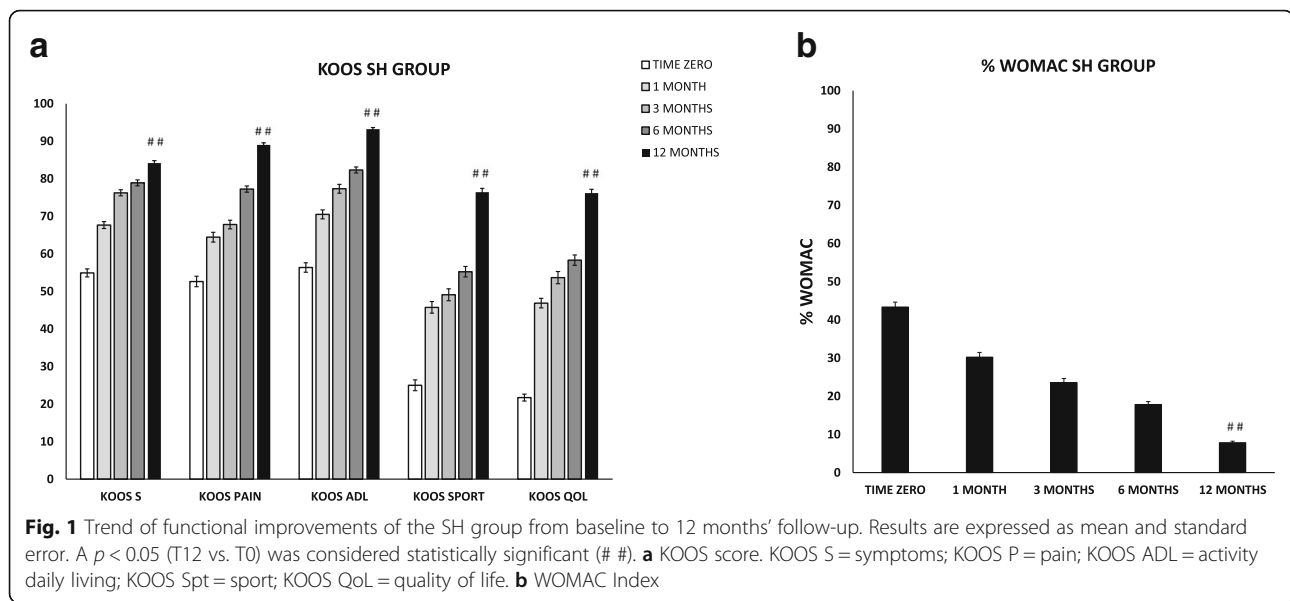 a
KOOS SH GROUP
TIME ZERO
1 MONTH
3 MONTHS
6 MONTHS
12 MONTHS
100
90
80
70
60
50
40
30
20
10
0
# #
# #
# #
# #
# #
KOOS S
KOOS PAIN
KOOS ADL
KOOS SPORT
KOOS QOL
b
% WOMAC SH GROUP
% WOMAC
100
90
80
70
60
50
40
30
20
10
0
# #
TIME ZERO
1 MONTH
3 MONTHS
6 MONTHS
12 MONTHS
Fig. 1 Trend of functional improvements of the SH group from baseline to 12 months’ follow-up. Results are expressed as mean and standard
error. A p < 0.05 (T12 vs. T0) was considered statistically significant (# #). a KOOS score. KOOS S = symptoms; KOOS P = pain; KOOS ADL = activity
daily living; KOOS Spt = sport; KOOS QoL = quality of life. b WOMAC Index